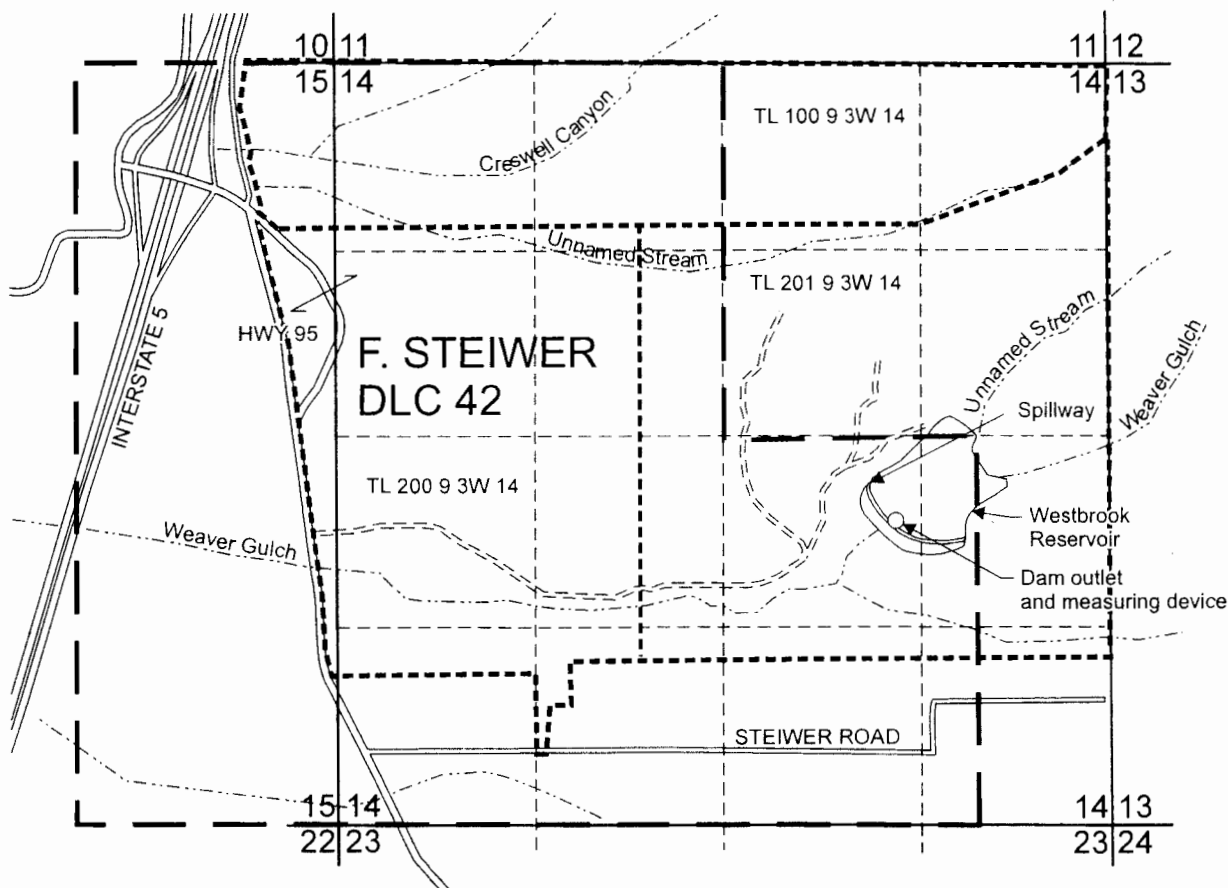 10 11
15 14
11 12
14 13
TL 100 9 3W 14
Creswell Canyon
Unnamed Stream
TL 201 9 3W 14
HWY 95
INTERSTATE 5
F. STEIWER
DLC 42
Unnamed Stream
Weaver Gulch
Spillway
TL 200 9 3W 14
Weaver Gulch
Westbrook
Reservoir
Dam outlet
and measuring device
STEIWER ROAD
15 14
22 23
14 13
23 24